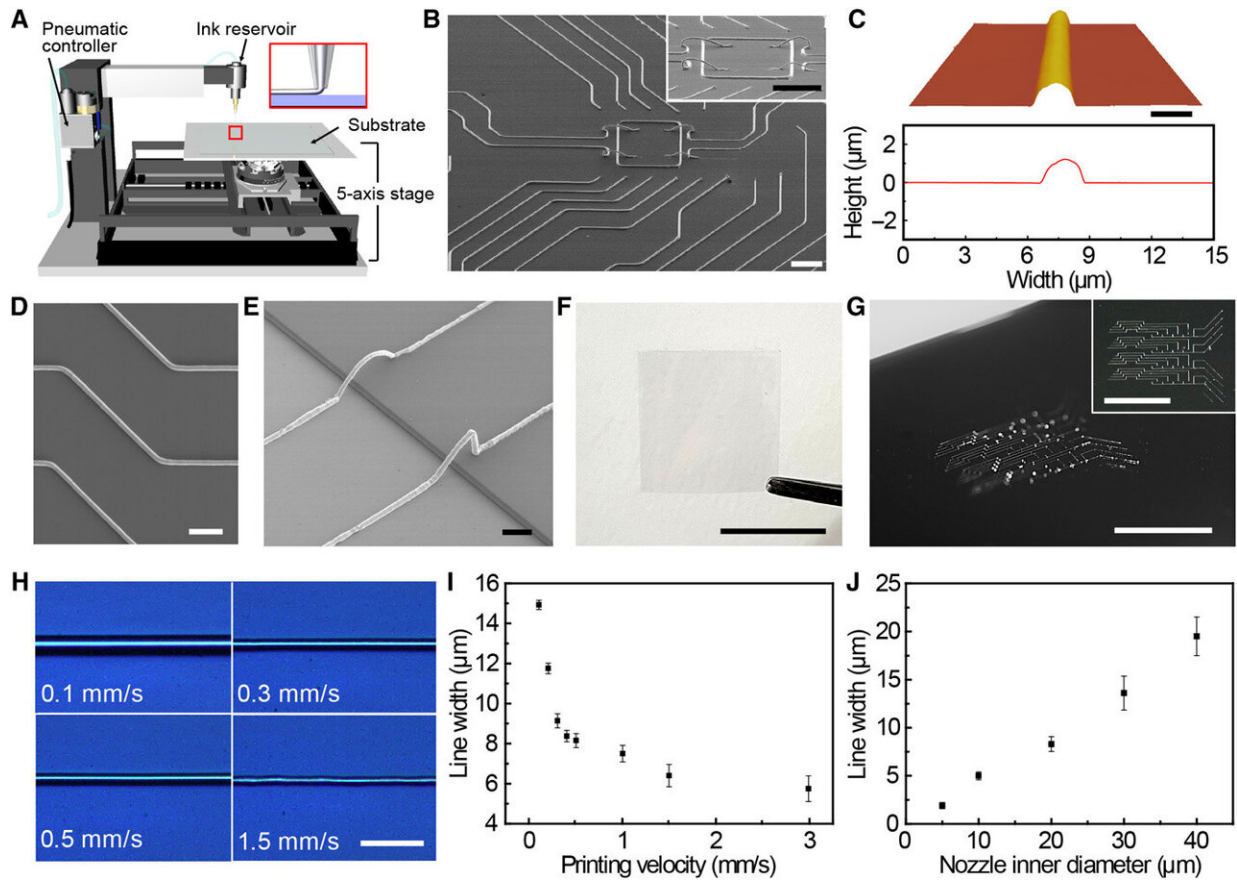 A
Pneumatic
controller
Ink reservoir
Substrate
5-axis stage
B
C
Height (μm)
2
0
−2
0 3 6 9 12 15
Width (μm)
D
E
F
G
H
0.1 mm/s
0.3 mm/s
0.5 mm/s
1.5 mm/s
I
Line width (μm)
16
14
12
10
8
6
4
0 1 2 3
Printing velocity (mm/s)
J
Line width (μm)
25
20
15
10
5
0
0 10 20 30 40
Nozzle inner diameter (μm)